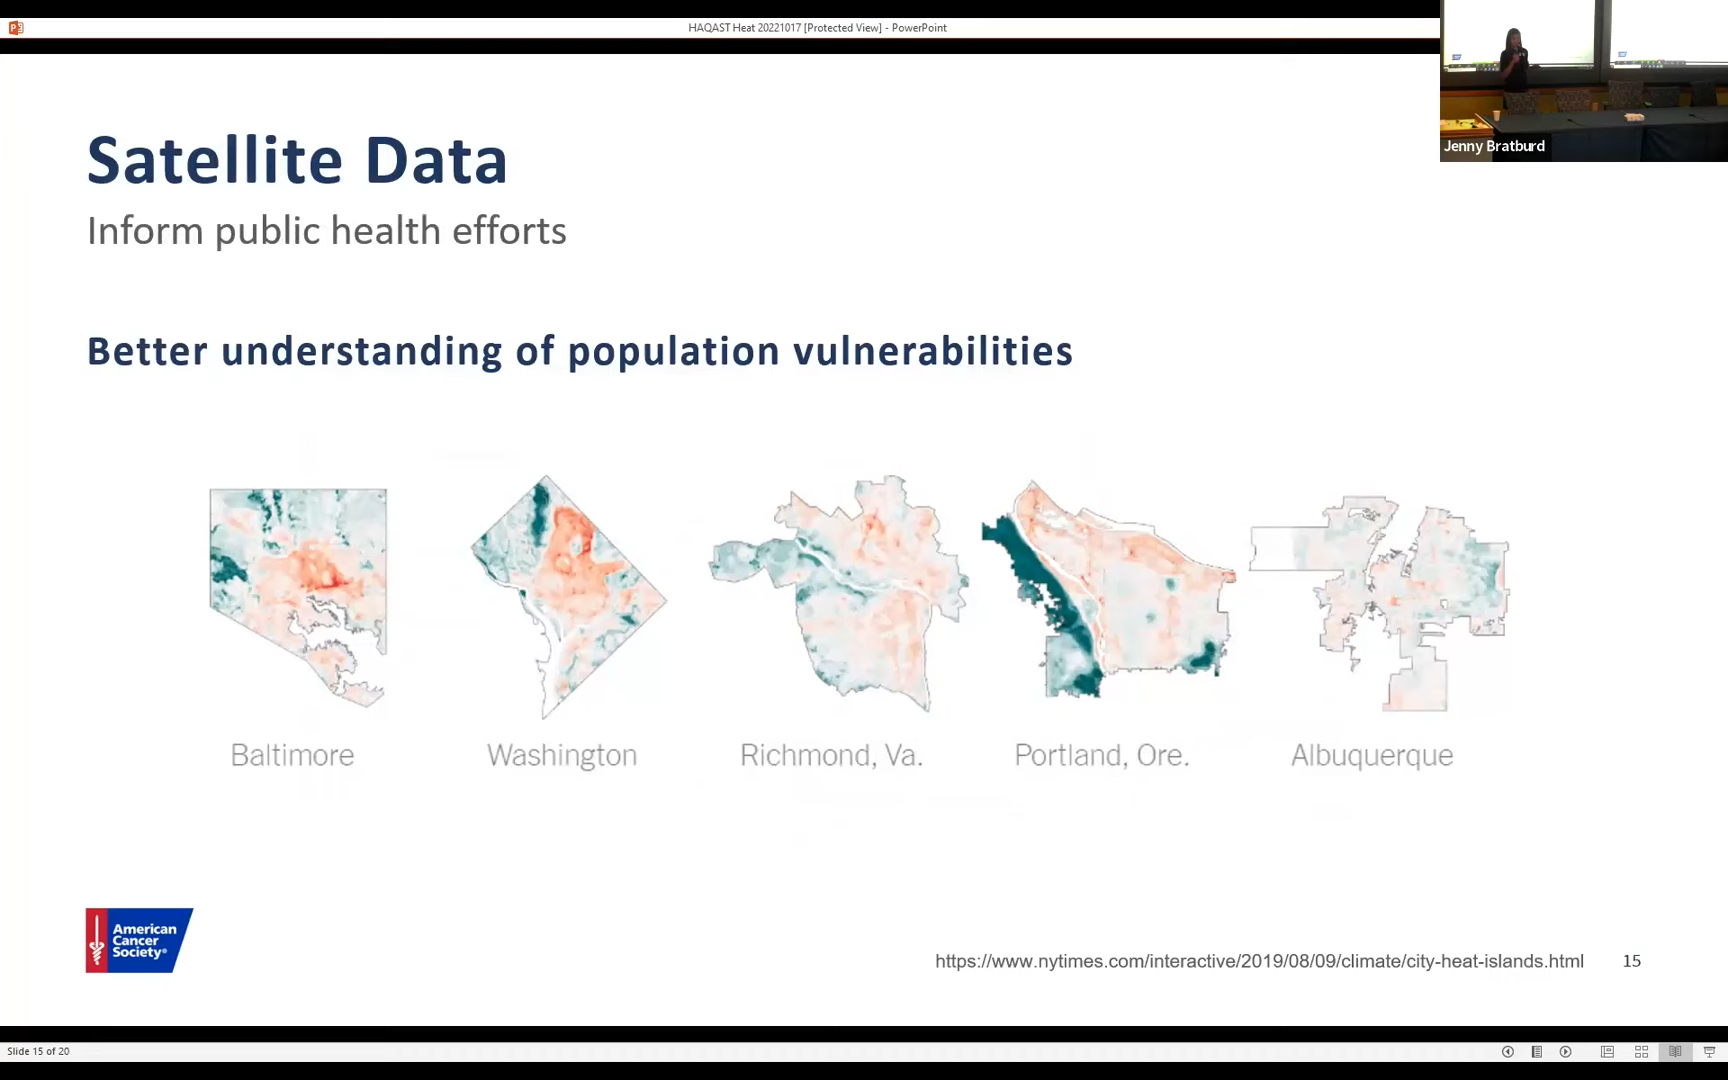 HAQAST Heat 20221017 [Protected View] - PowerPoint
Jenny Bratburd
Satellite Data
Inform public health efforts
Better understanding of population vulnerabilities
Baltimore
Washington
Richmond, Va.
Portland, Ore.
Albuquerque
American
Cancer
Society®
https://www.nytimes.com/interactive/2019/08/09/climate/city-heat-islands.html
15
Slide 15 of 20